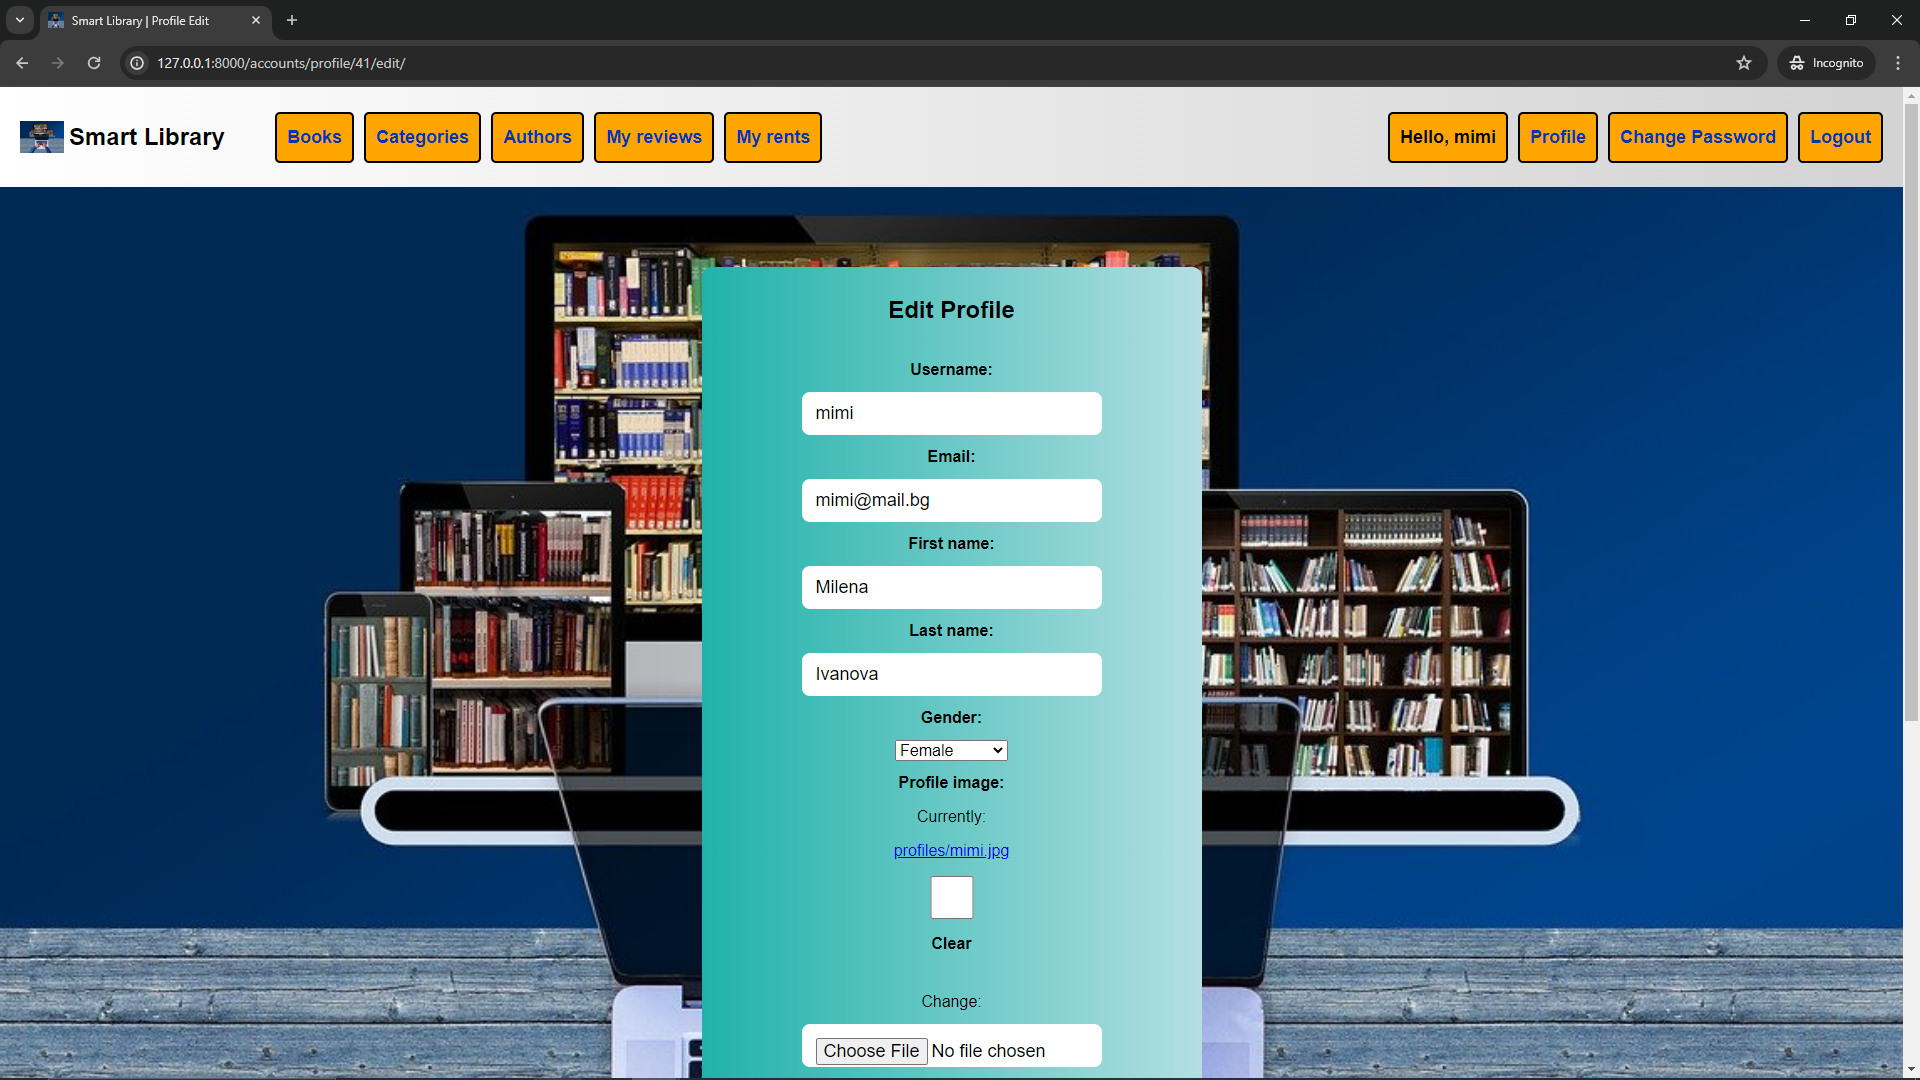 Smart Library | Profile Edit
127.0.0.1:8000/accounts/profile/41/edit/
Incognito
Smart Library
Books
Categories
Authors
My reviews
My rents
Hello, mimi
Profile
Change Password
Logout
Edit Profile
Username:
mimi
Email:
mimi@mail.bg
First name:
Milena
Last name:
Ivanova
Gender:
Female
Profile image:
Currently:
profiles/mimi.jpg
Clear
Change:
Choose File No file chosen